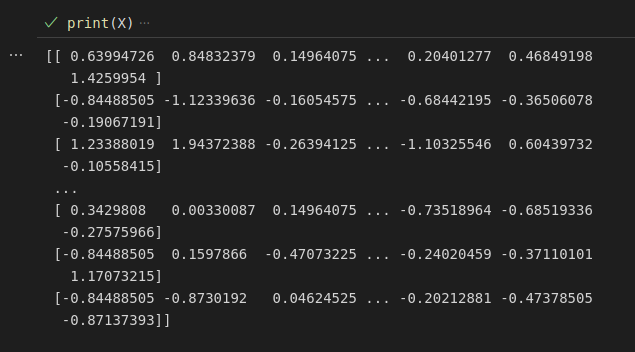 ✓ print(X) ···
··· [[ 0.63994726  0.84832379  0.14964075 ...  0.20401277  0.46849198
   1.4259954 ]
 [-0.84488505 -1.12339636 -0.16054575 ... -0.68442195 -0.36506078
  -0.19067191]
 [ 1.23388019  1.94372388 -0.26394125 ... -1.10325546  0.60439732
  -0.10558415]
 ...
 [ 0.3429808   0.00330087  0.14964075 ... -0.73518964 -0.68519336
  -0.27575966]
 [-0.84488505  0.1597866  -0.47073225 ... -0.24020459 -0.37110101
   1.17073215]
 [-0.84488505 -0.8730192   0.04624525 ... -0.20212881 -0.47378505
  -0.87137393]]